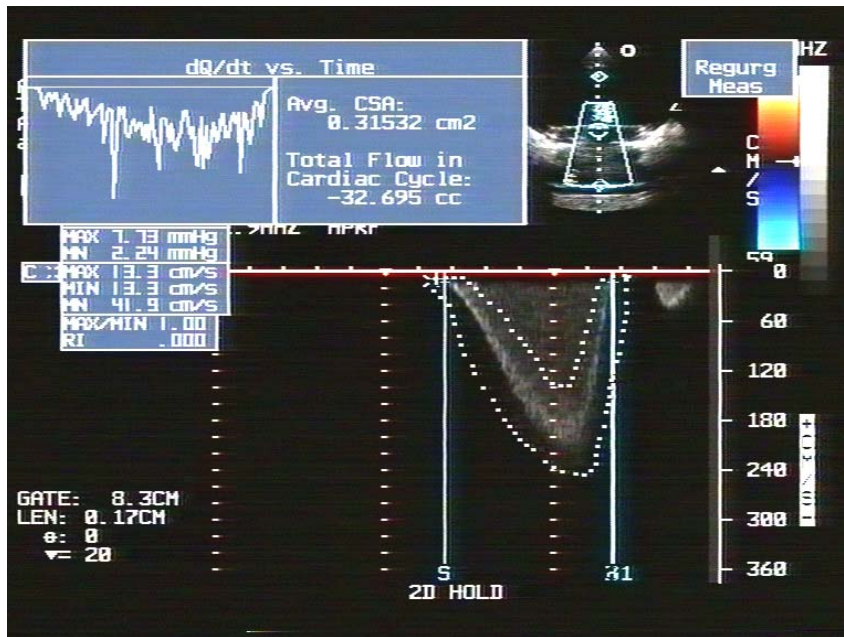 HZ
dQ/dt vs. Time
Regurg
Meas
Avg. CSA:
0.31532 cm2
Total Flow in
Cardiac Cycle:
-32.695 cc
C
M
/
S
MAX 7.73 mmHg
MN 2.24 mmHg
MAX 13.3 cm/s
MIN 13.3 cm/s
MN 41.9 cm/s
MAX/MIN 1.00
RI .000
0
60
120
180
240
300
360
GATE: 8.3CM
LEN: 0.17CM
θ: 0
▼= 20
S
2D HOLD